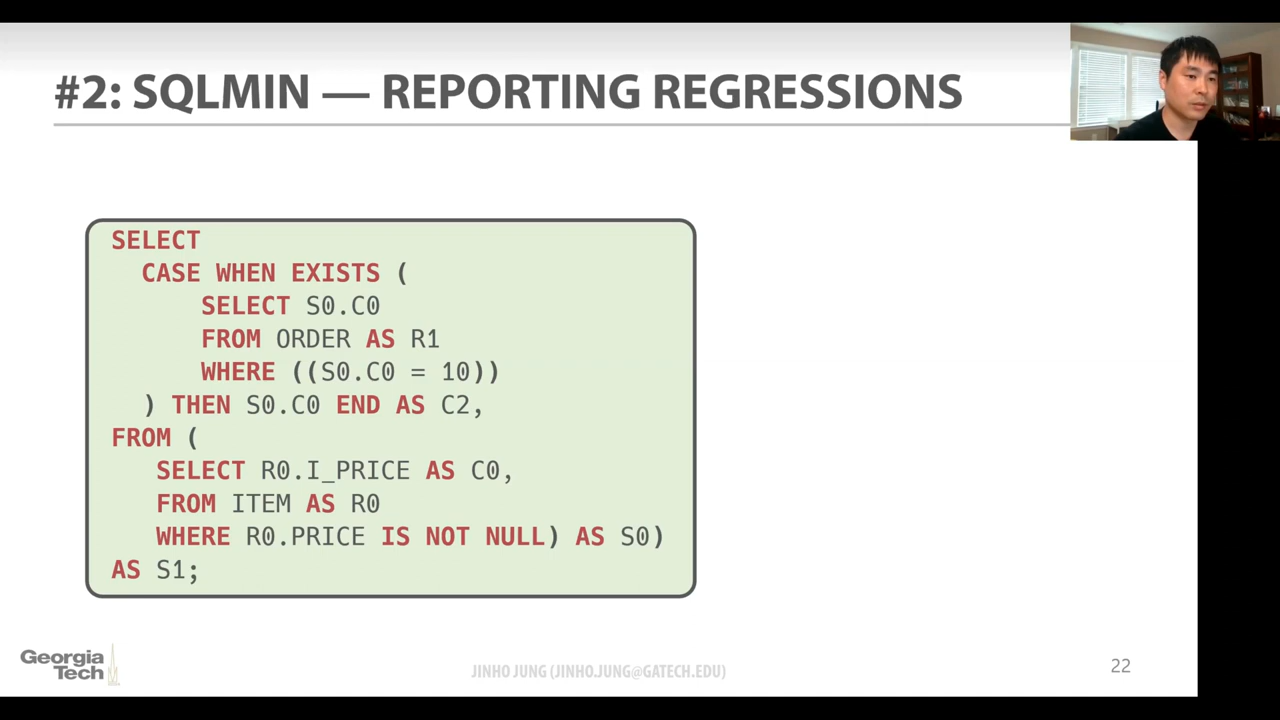 #2: SQLMIN — REPORTING REGRESSIONS
SELECT
CASE WHEN EXISTS (
SELECT S0.C0
FROM ORDER AS R1
WHERE ((S0.C0 = 10))
) THEN S0.C0 END AS C2,
FROM (
SELECT R0.I_PRICE AS C0,
FROM ITEM AS R0
WHERE R0.PRICE IS NOT NULL) AS S0)
AS S1;
Georgia
Tech
JINHO JUNG (JINHO.JUNG@GATECH.EDU)
22